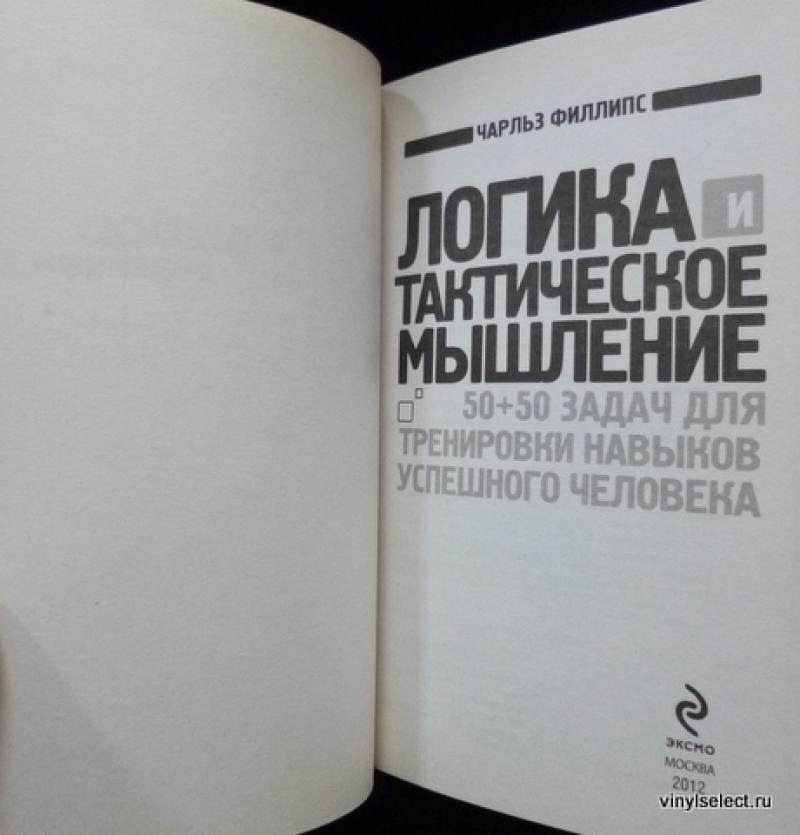 ЧАРЛЬЗ ФИЛЛИПС
ЛОГИКА и
ТАКТИЧЕСКОЕ
МЫШЛЕНИЕ
50+50 ЗАДАЧ ДЛЯ
ТРЕНИРОВКИ НАВЫКОВ
УСПЕШНОГО ЧЕЛОВЕКА
ЭКСМО
МОСКВА
2012
vinylselect.ru